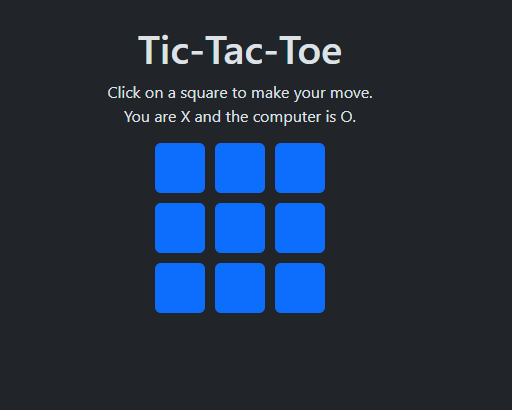 Tic-Tac-Toe
Click on a square to make your move.
You are X and the computer is O.